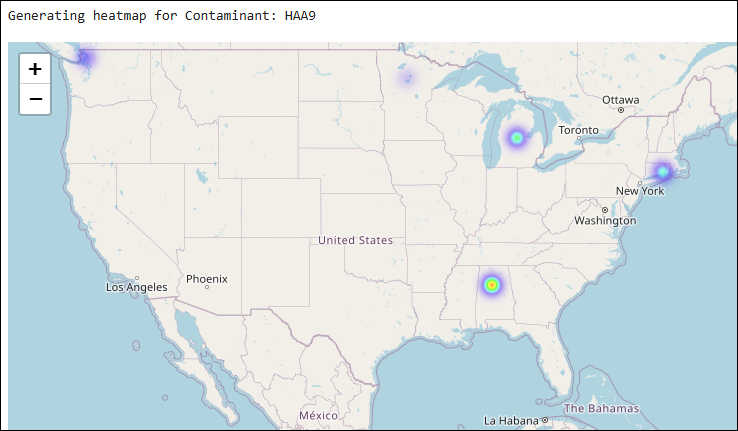 Generating heatmap for Contaminant: HAA9
+
−
Ottawa
Toronto
New York
Washington
United States
Phoenix
Los Angeles
México
The Bahamas
La Habana